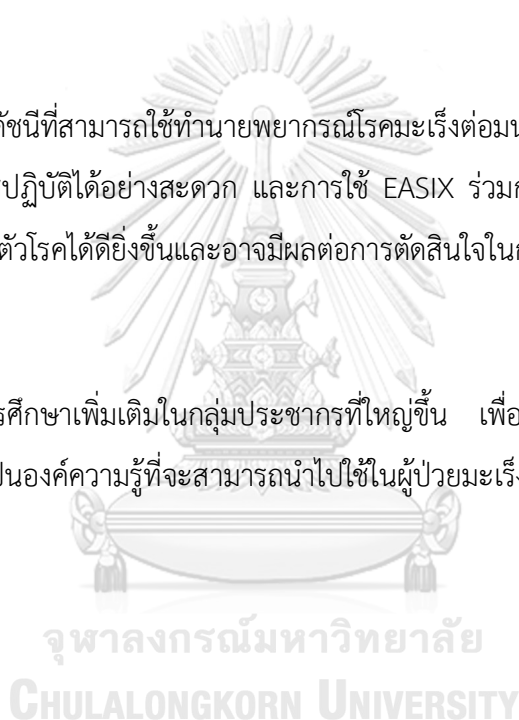 ดัชนีที่สามารถใช้ทำนายพยากรณ์โรคมะเร็งต่อมน
ปฏิบัติได้อย่างสะดวก และการใช้ EASIX ร่วมก
ตัวโรคได้ดียิ่งขึ้นและอาจมีผลต่อการตัดสินใจในก
รศึกษาเพิ่มเติมในกลุ่มประชากรที่ใหญ่ขึ้น เพื่อ
ป็นองค์ความรู้ที่จะสามารถนำไปใช้ในผู้ป่วยมะเร็ง
จุฬาลงกรณ์มหาวิทยาลัย
CHULALONGKORN UNIVERSITY